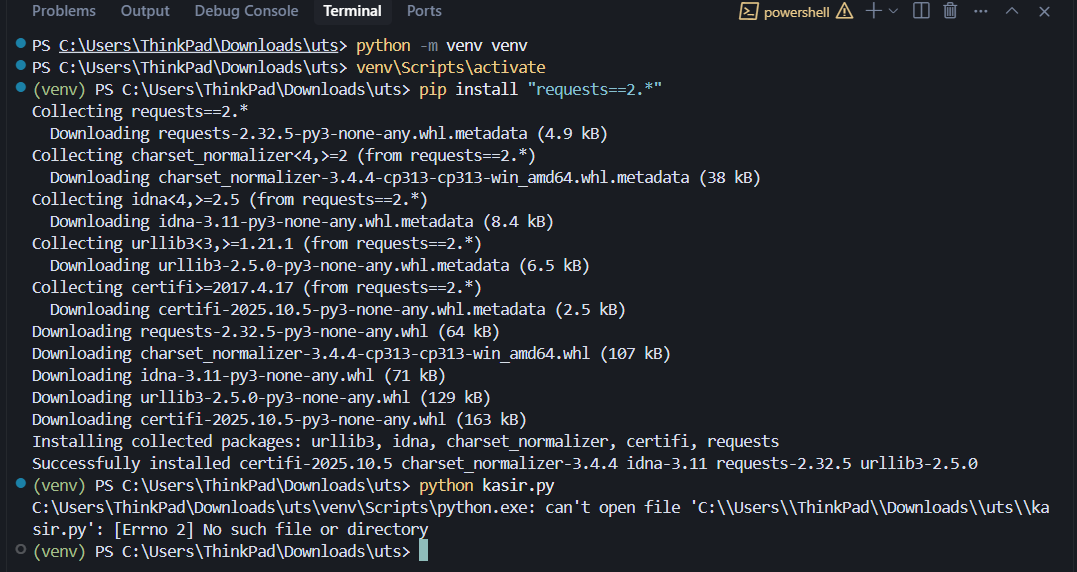 Problems Output Debug Console Terminal Ports powershell
PS C:\Users\ThinkPad\Downloads\uts> python -m venv venv
PS C:\Users\ThinkPad\Downloads\uts> venv\Scripts\activate
(venv) PS C:\Users\ThinkPad\Downloads\uts> pip install "requests==2.*"
Collecting requests==2.*
  Downloading requests-2.32.5-py3-none-any.whl.metadata (4.9 kB)
Collecting charset_normalizer<4,>=2 (from requests==2.*)
  Downloading charset_normalizer-3.4.4-cp313-cp313-win_amd64.whl.metadata (38 kB)
Collecting idna<4,>=2.5 (from requests==2.*)
  Downloading idna-3.11-py3-none-any.whl.metadata (8.4 kB)
Collecting urllib3<3,>=1.21.1 (from requests==2.*)
  Downloading urllib3-2.5.0-py3-none-any.whl.metadata (6.5 kB)
Collecting certifi>=2017.4.17 (from requests==2.*)
  Downloading certifi-2025.10.5-py3-none-any.whl.metadata (2.5 kB)
Downloading requests-2.32.5-py3-none-any.whl (64 kB)
Downloading charset_normalizer-3.4.4-cp313-cp313-win_amd64.whl (107 kB)
Downloading idna-3.11-py3-none-any.whl (71 kB)
Downloading urllib3-2.5.0-py3-none-any.whl (129 kB)
Downloading certifi-2025.10.5-py3-none-any.whl (163 kB)
Installing collected packages: urllib3, idna, charset_normalizer, certifi, requests
Successfully installed certifi-2025.10.5 charset_normalizer-3.4.4 idna-3.11 requests-2.32.5 urllib3-2.5.0
(venv) PS C:\Users\ThinkPad\Downloads\uts> python kasir.py
C:\Users\ThinkPad\Downloads\uts\venv\Scripts\python.exe: can't open file 'C:\\Users\\ThinkPad\\Downloads\\uts\\ka
sir.py': [Errno 2] No such file or directory
(venv) PS C:\Users\ThinkPad\Downloads\uts>